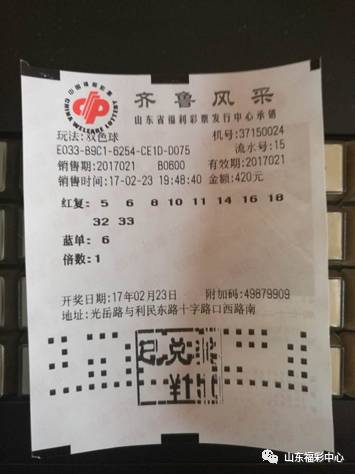 中国福利彩票
CHINA WELFARE LOTTERY
齐鲁风采
山东省福利彩票发行中心承销
玩法:双色球 机号:37150024
E033-B9C1-6254-CE1D-D075 流水号:15
销售期:2017021 B0600 有效期:2017021
销售时间:17-02-23 19:48:40 金额:420元
红复: 5 6 8 10 11 14 16 18
32 33
蓝单: 6
倍数:1
开奖日期:17年02月23日 附加码:49879909
地址:光岳路与利民东路十字路口西路南
已兑
山东福彩中心